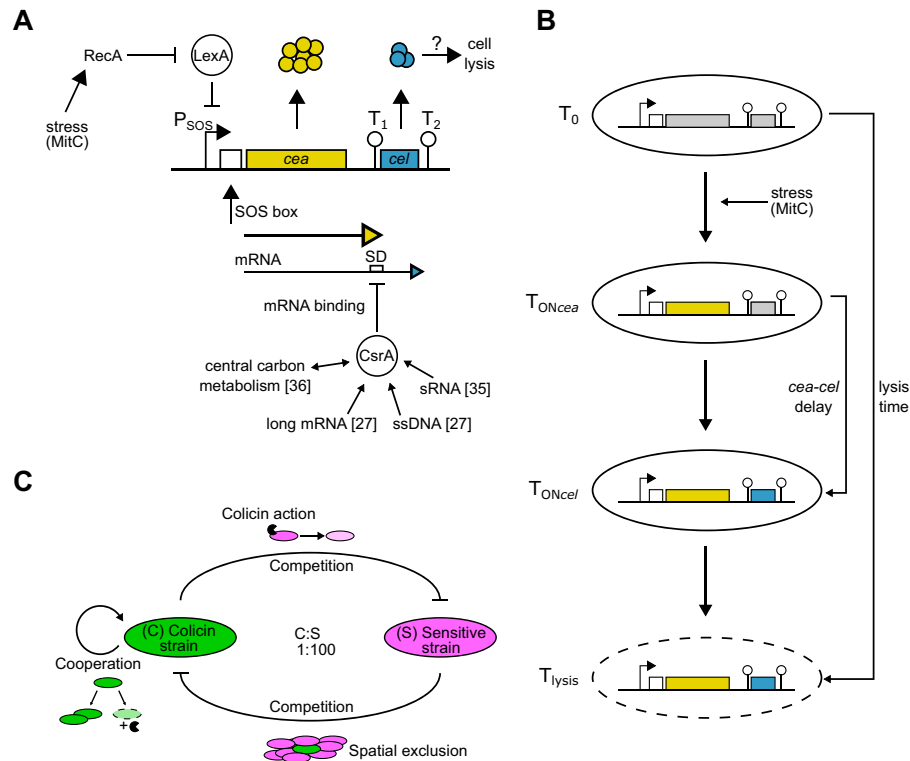 A
RecA
LexA
?
cell
lysis
stress
(MitC)
PSOS
T1
T2
cea
cel
SOS box
mRNA
SD
mRNA binding
CsrA
central carbon
metabolism [36]
sRNA [35]
long mRNA [27]
ssDNA [27]
B
T0
stress
(MitC)
TONcea
cea-cel
delay
lysis
time
TONcel
Tlysis
C
Colicin action
Competition
(C) Colicin
strain
C:S
1:100
(S) Sensitive
strain
Cooperation
+
Competition
Spatial exclusion